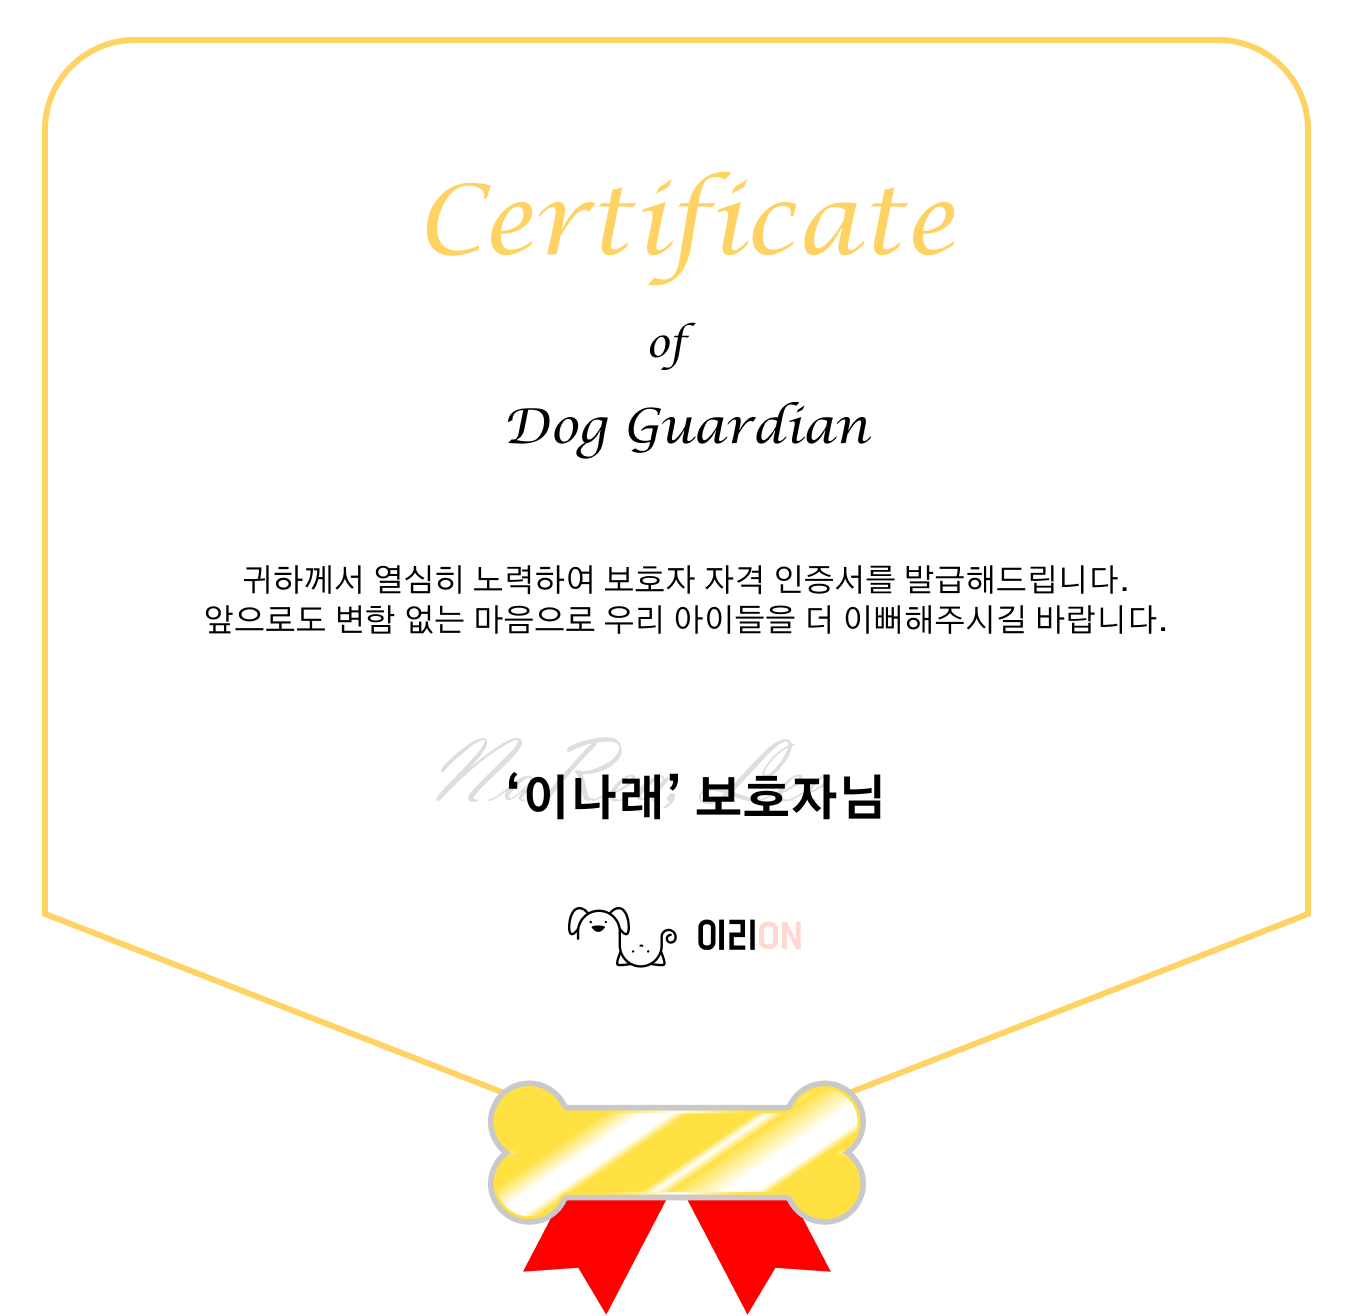 Certificate
of
Dog Guardian
귀하께서 열심히 노력하여 보호자 자격 인증서를 발급해드립니다.
앞으로도 변함 없는 마음으로 우리 아이들을 더 이뻐해주시길 바랍니다.
‘이나래’ 보호자님
이리ON